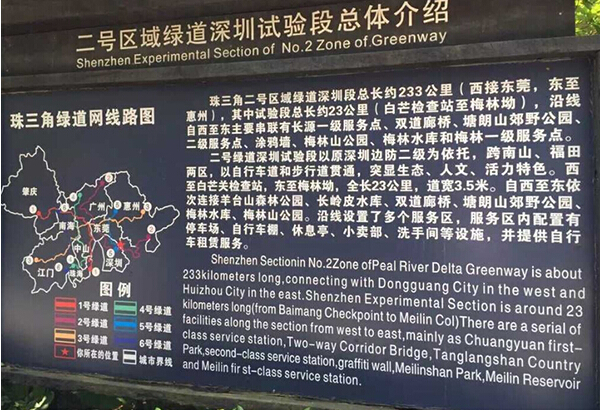 二号区域绿道深圳试验段总体介绍
Shenzhen Experimental Section of No.2 Zone of Greenway
珠三角绿道网线路图
肇庆
广州
惠州
南海
东莞
中山
深圳
江门
珠海
图例
1号绿道
4号绿道
2号绿道
5号绿道
3号绿道
6号绿道
你所在的位置
城市界线
珠三角二号区域绿道深圳段总长约233公里（西接东莞，东至
惠州），其中试验段总长约23公里（白芒检查站至梅林坳），沿线
自西至东主要串联有长源一级服务点、双道廊桥、塘朗山郊野公园、
二级服务点、涂鸦墙、梅林山公园、梅林水库和梅林一级服务点。
二号绿道试验段以原深圳边防二级为依托，跨南山、福田
两区，以自行车道和步行道贯通，突显生态、人文、活力特色。西
至白芒检查站，东至梅林坳，全长23公里，道宽3.5米。自西至东依
次连接羊台山森林公园、长岭皮水库、双道廊桥、塘朗山郊野公园、
梅林水库、梅林山公园。沿线设置了多个服务区，服务区内配置有
停车场、自行车棚、休息亭、小卖部、洗手间等设施，并提供自行
车租赁服务。
Shenzhen Sectionin No.2Zone ofPeal River Delta Greenway is about
233kilometers long,connecting with Dongguang City in the west and
Huizhou City in the east.Shenzhen Experimental Section is around 23
kilometers long(from Baimang Checkpoint to Meilin Col)There are a serial of
facilities along the section from west to east,mainly as Chuangyuan first-
class service station,Two-way Corridor Bridge,Tanglangshan Country
Park,second-class service station,graffiti wall,Meilinshan Park,Meilin Reservoir
and Meilin fir st-class service station.